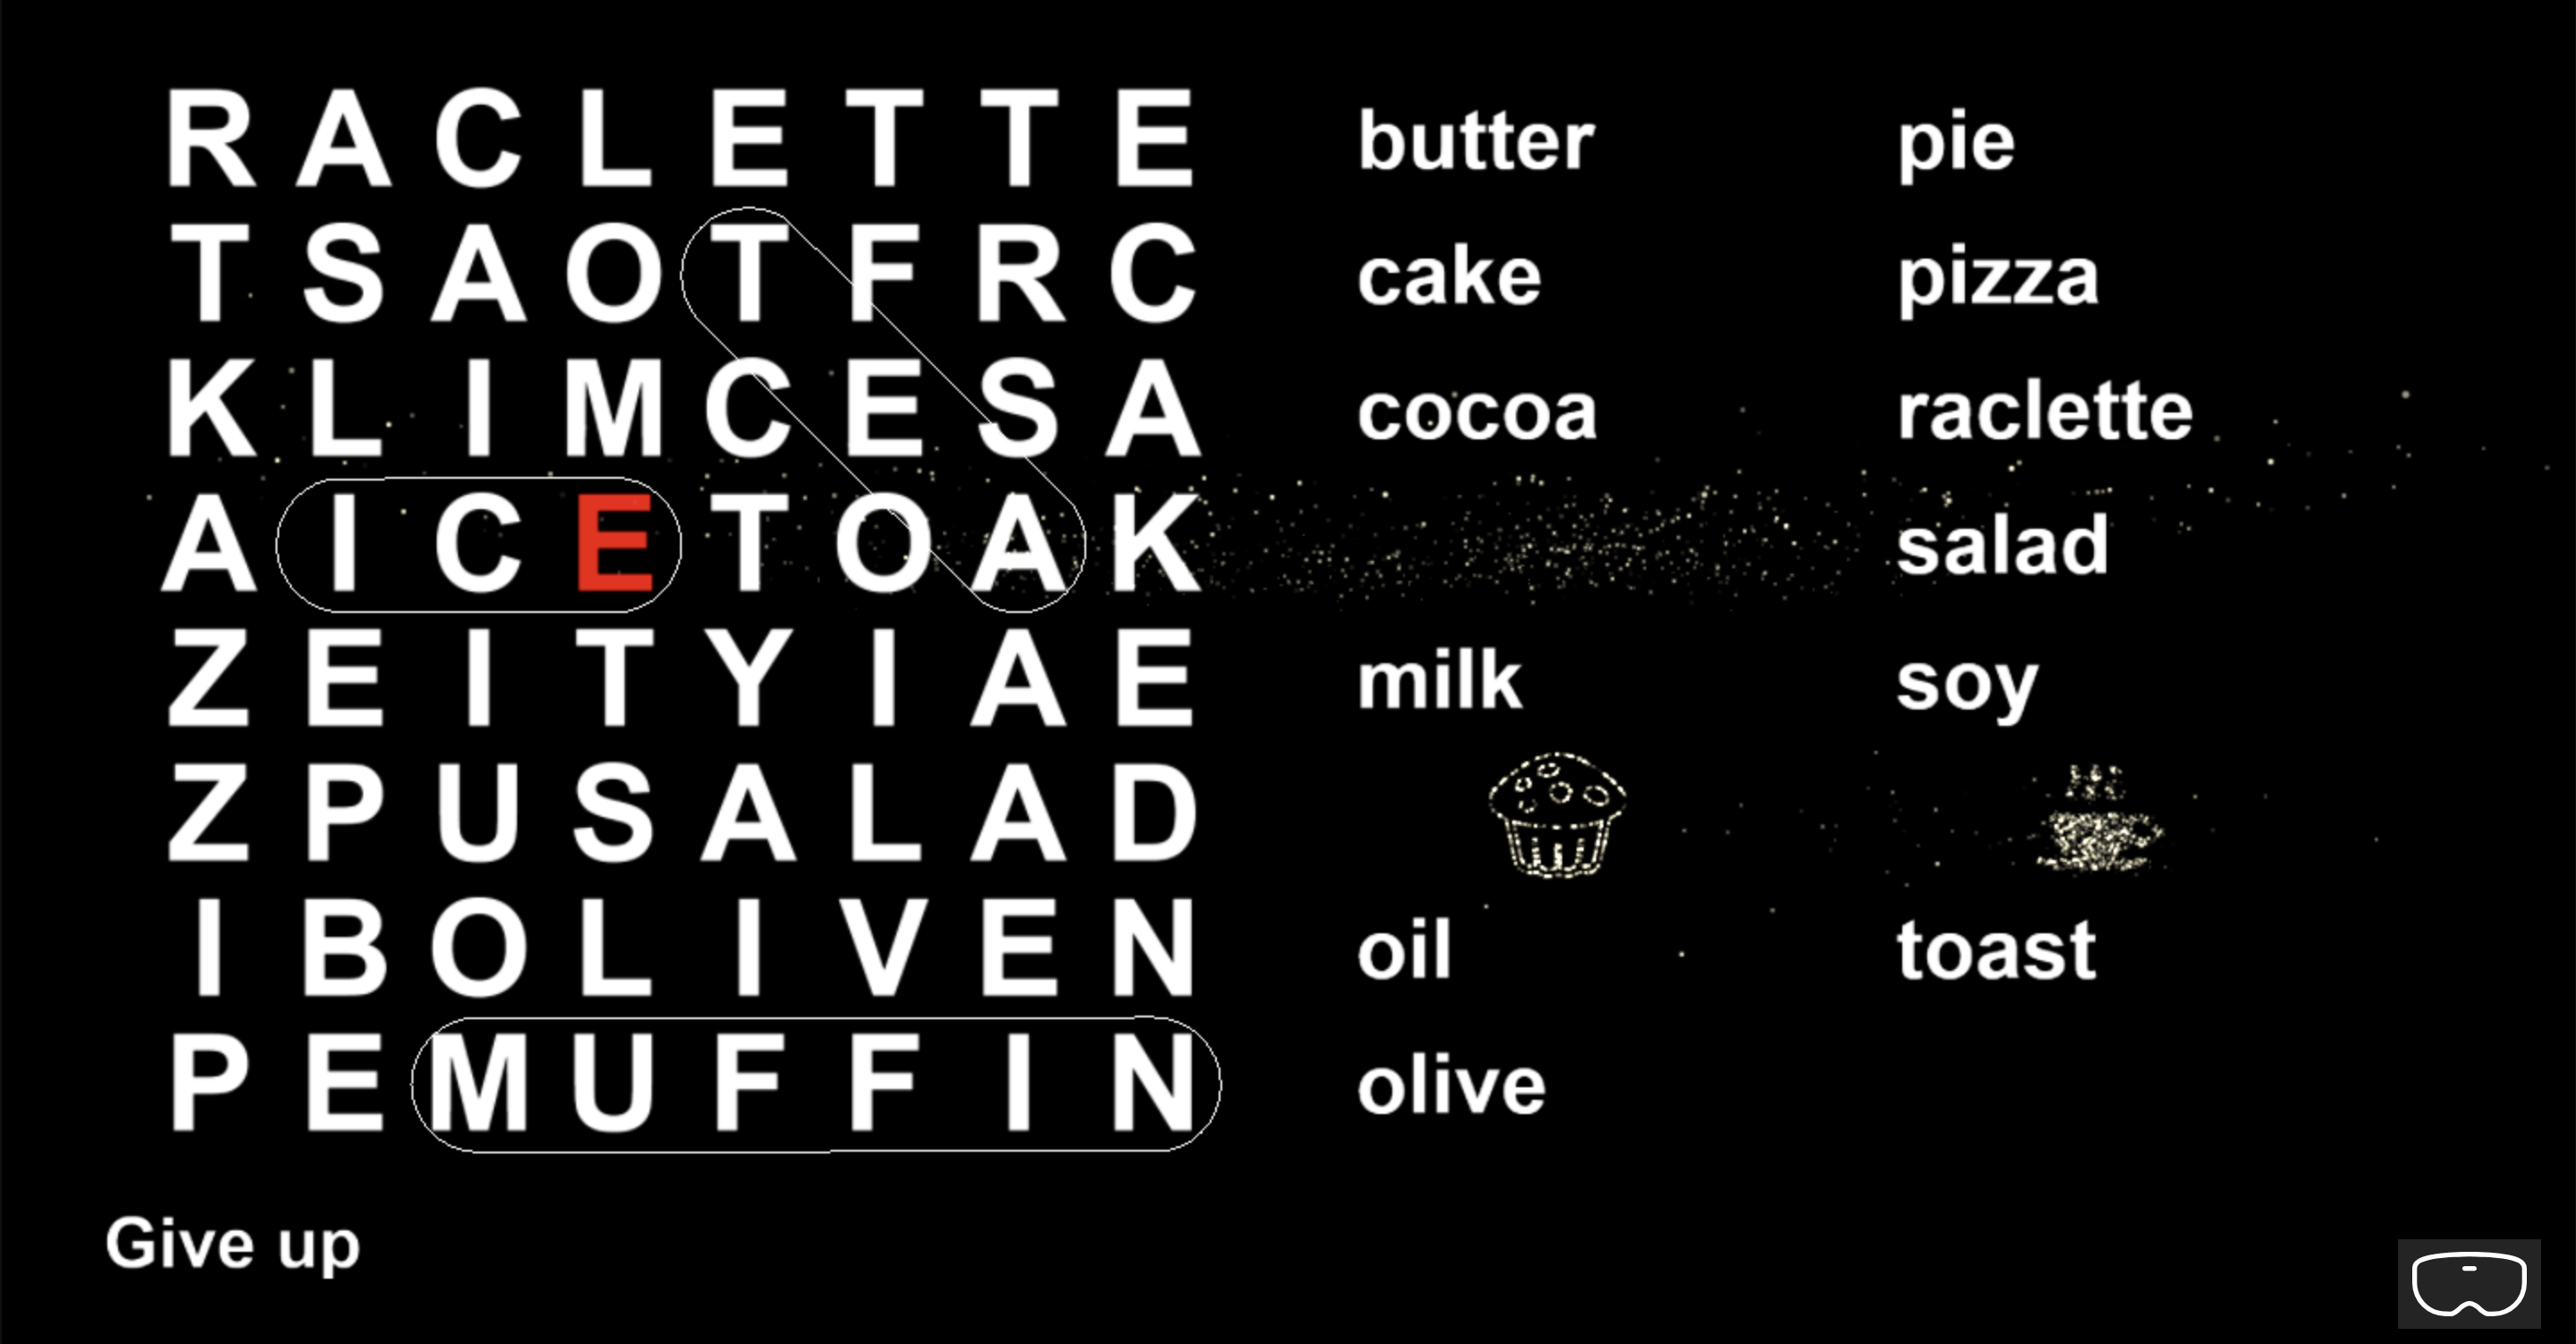 R A C L E T T E
T S A O T F R C
K L I M C E S A
A I C E T O A K
Z E I T Y I A E
Z P U S A L A D
I B O L I V E N
P E M U F F I N
butter
cake
cocoa
milk
oil
olive
pie
pizza
raclette
salad
soy
toast
Give up